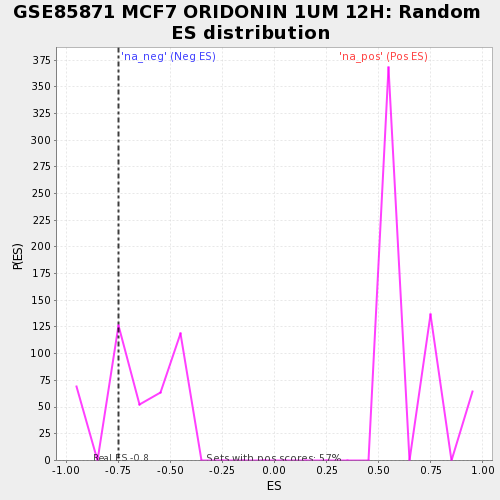 GSE85871 MCF7 ORIDONIN 1UM 12H: Random
ES distribution
'na_neg' (Neg ES)
'na_pos' (Pos ES)
P(ES)
375
350
325
300
275
250
225
200
175
150
125
100
75
50
25
0
Real ES -0.8
Sets with pos scores: 57%
-1.00 -0.75 -0.50 -0.25 0.00 0.25 0.50 0.75 1.00
ES